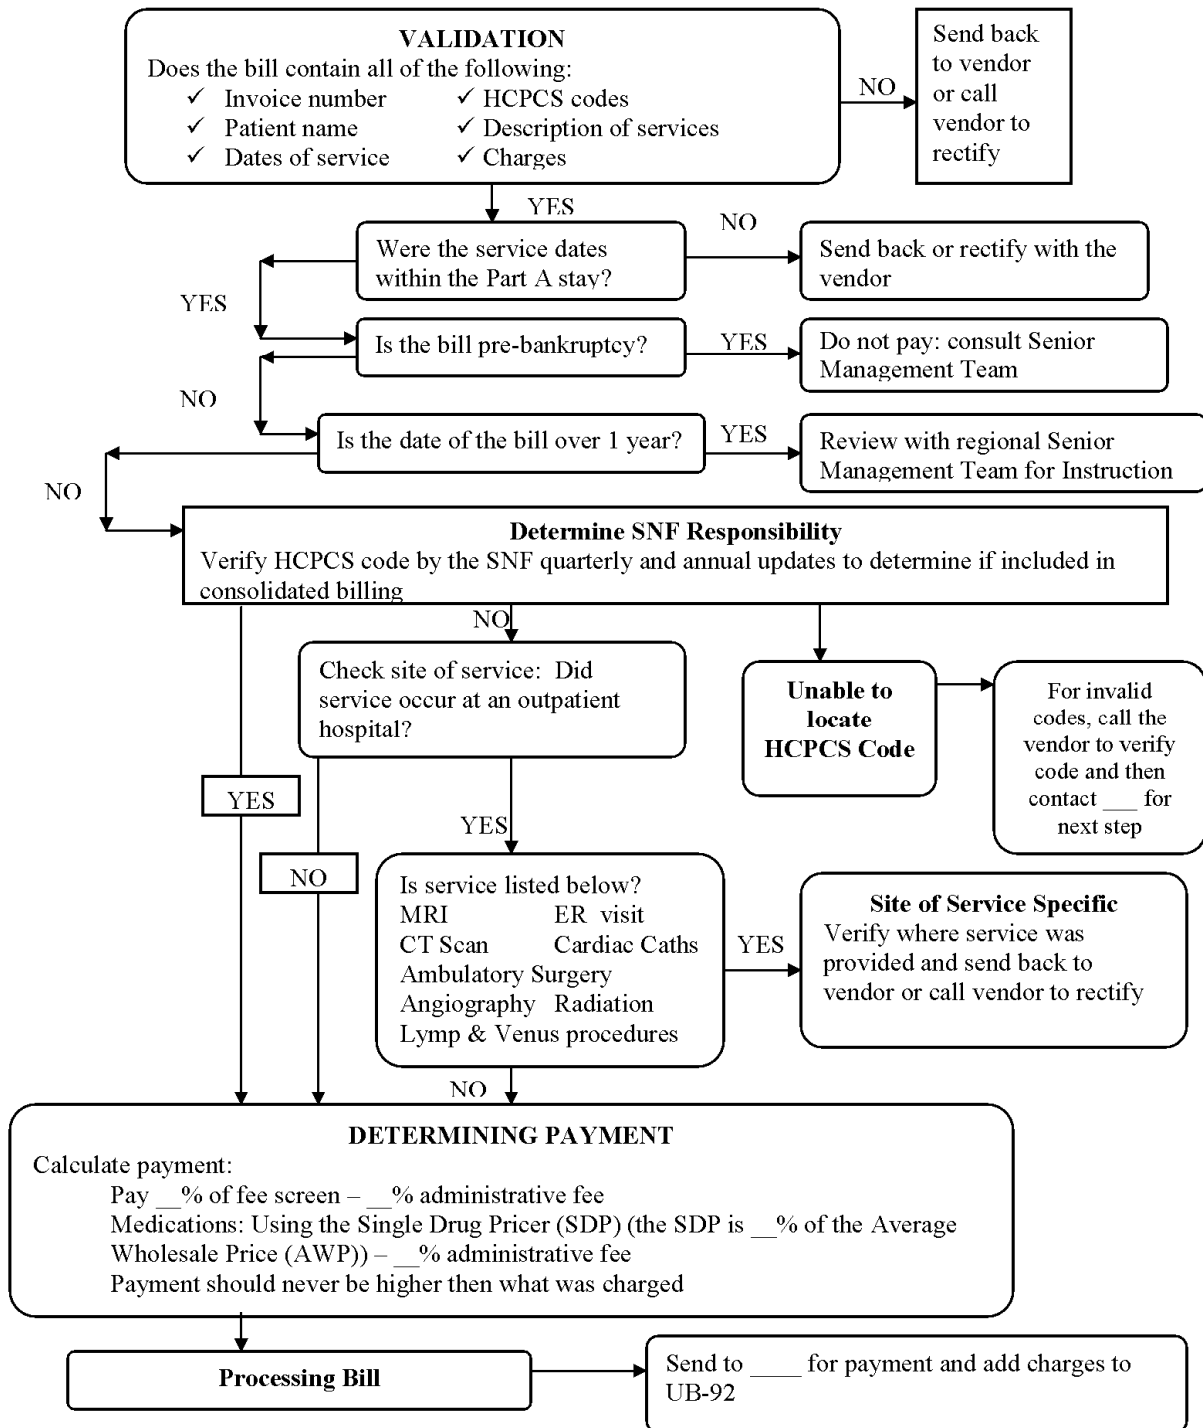 VALIDATION
Does the bill contain all of the following:
✓ Invoice number ✓ HCPCS codes
✓ Patient name ✓ Description of services
✓ Dates of service ✓ Charges
NO
Send back
to vendor
or call
vendor to
rectify
YES
Were the service dates
within the Part A stay?
NO
Send back or rectify with the
vendor
YES
Is the bill pre-bankruptcy?
YES
Do not pay: consult Senior
Management Team
NO
Is the date of the bill over 1 year?
YES
Review with regional Senior
Management Team for Instruction
NO
Determine SNF Responsibility
Verify HCPCS code by the SNF quarterly and annual updates to determine if included in
consolidated billing
NO
Check site of service: Did
service occur at an outpatient
hospital?
Unable to
locate
HCPCS Code
For invalid
codes, call the
vendor to verify
code and then
contact ___ for
next step
YES
YES
NO
Is service listed below?
MRI ER visit
CT Scan Cardiac Caths
Ambulatory Surgery
Angiography Radiation
Lymp & Venus procedures
YES
Site of Service Specific
Verify where service was
provided and send back to
vendor or call vendor to rectify
NO
DETERMINING PAYMENT
Calculate payment:
Pay __% of fee screen – __% administrative fee
Medications: Using the Single Drug Pricer (SDP) (the SDP is __% of the Average
Wholesale Price (AWP)) – __% administrative fee
Payment should never be higher then what was charged
Processing Bill
Send to ____ for payment and add charges to
UB-92